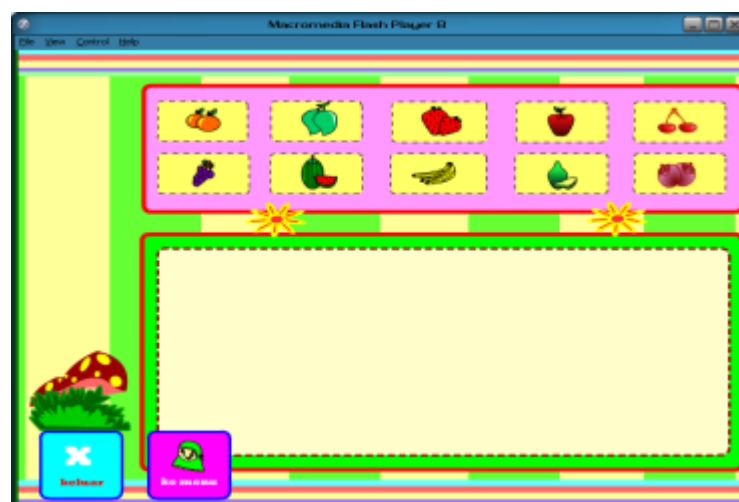 Macromedia Flash Player 8
File View Control Help
X
keluar
ke menu